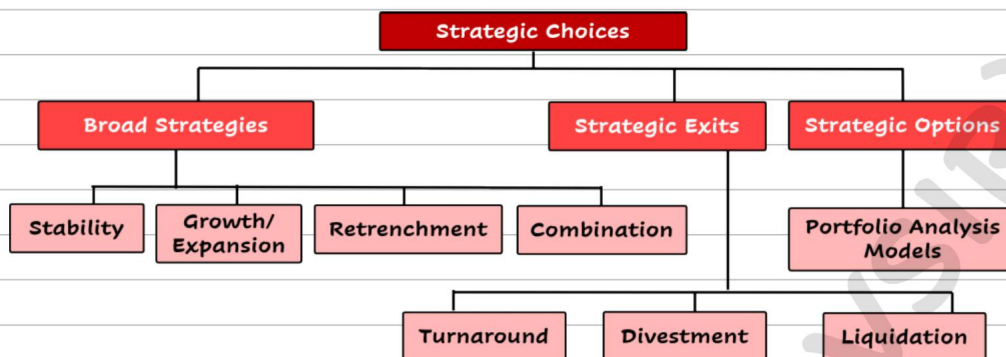 Strategic Choices
Broad Strategies
Strategic Exits
Strategic Options
Stability
Growth/
Expansion
Retrenchment
Combination
Portfolio Analysis
Models
Turnaround
Divestment
Liquidation